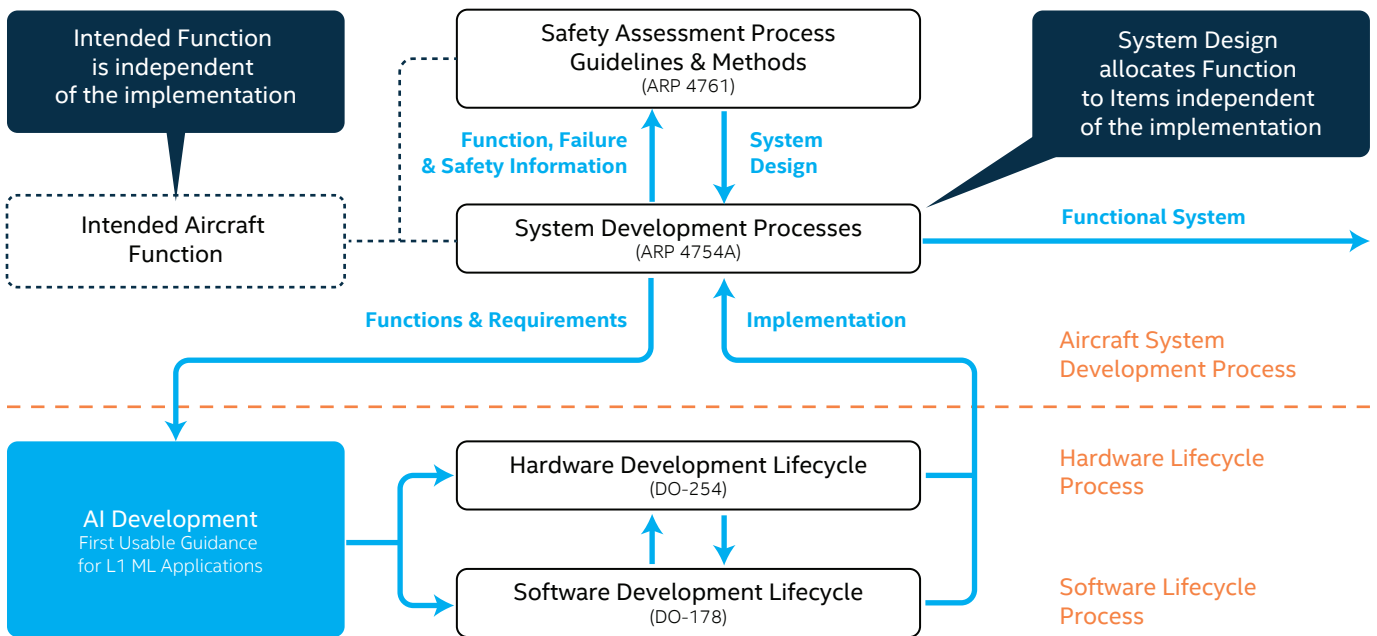 Intended Function
is independent
of the implementation
Safety Assessment Process
Guidelines & Methods
(ARP 4761)
System Design
allocates Function
to Items independent
of the implementation
Function, Failure
& Safety Information
System
Design
Intended Aircraft
Function
System Development Processes
(ARP 4754A)
Functional System
Functions & Requirements
Implementation
Aircraft System
Development Process
AI Development
First Usable Guidance
for L1 ML Applications
Hardware Development Lifecycle
(DO-254)
Hardware Lifecycle
Process
Software Development Lifecycle
(DO-178)
Software Lifecycle
Process